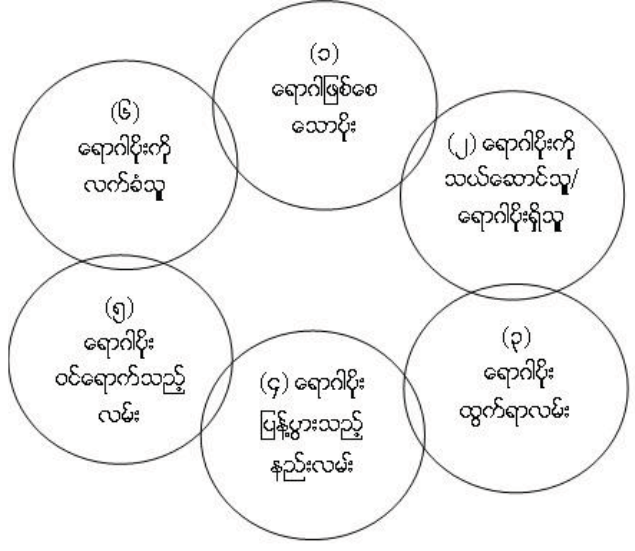 (၁)
ရောဂါဖြစ်စေ
သောပိုး
(၂) ရောဂါပိုးကို
သယ်ဆောင်သူ/
ရောဂါပိုးရှိသူ
(၃)
ရောဂါပိုး
ထွက်ရာလမ်း
(၄) ရောဂါပိုး
ပြန့်ပွားသည့်
နည်းလမ်း
(၅)
ရောဂါပိုး
ဝင်ရောက်သည့်
လမ်း
(၆)
ရောဂါပိုးကို
လက်ခံသူ